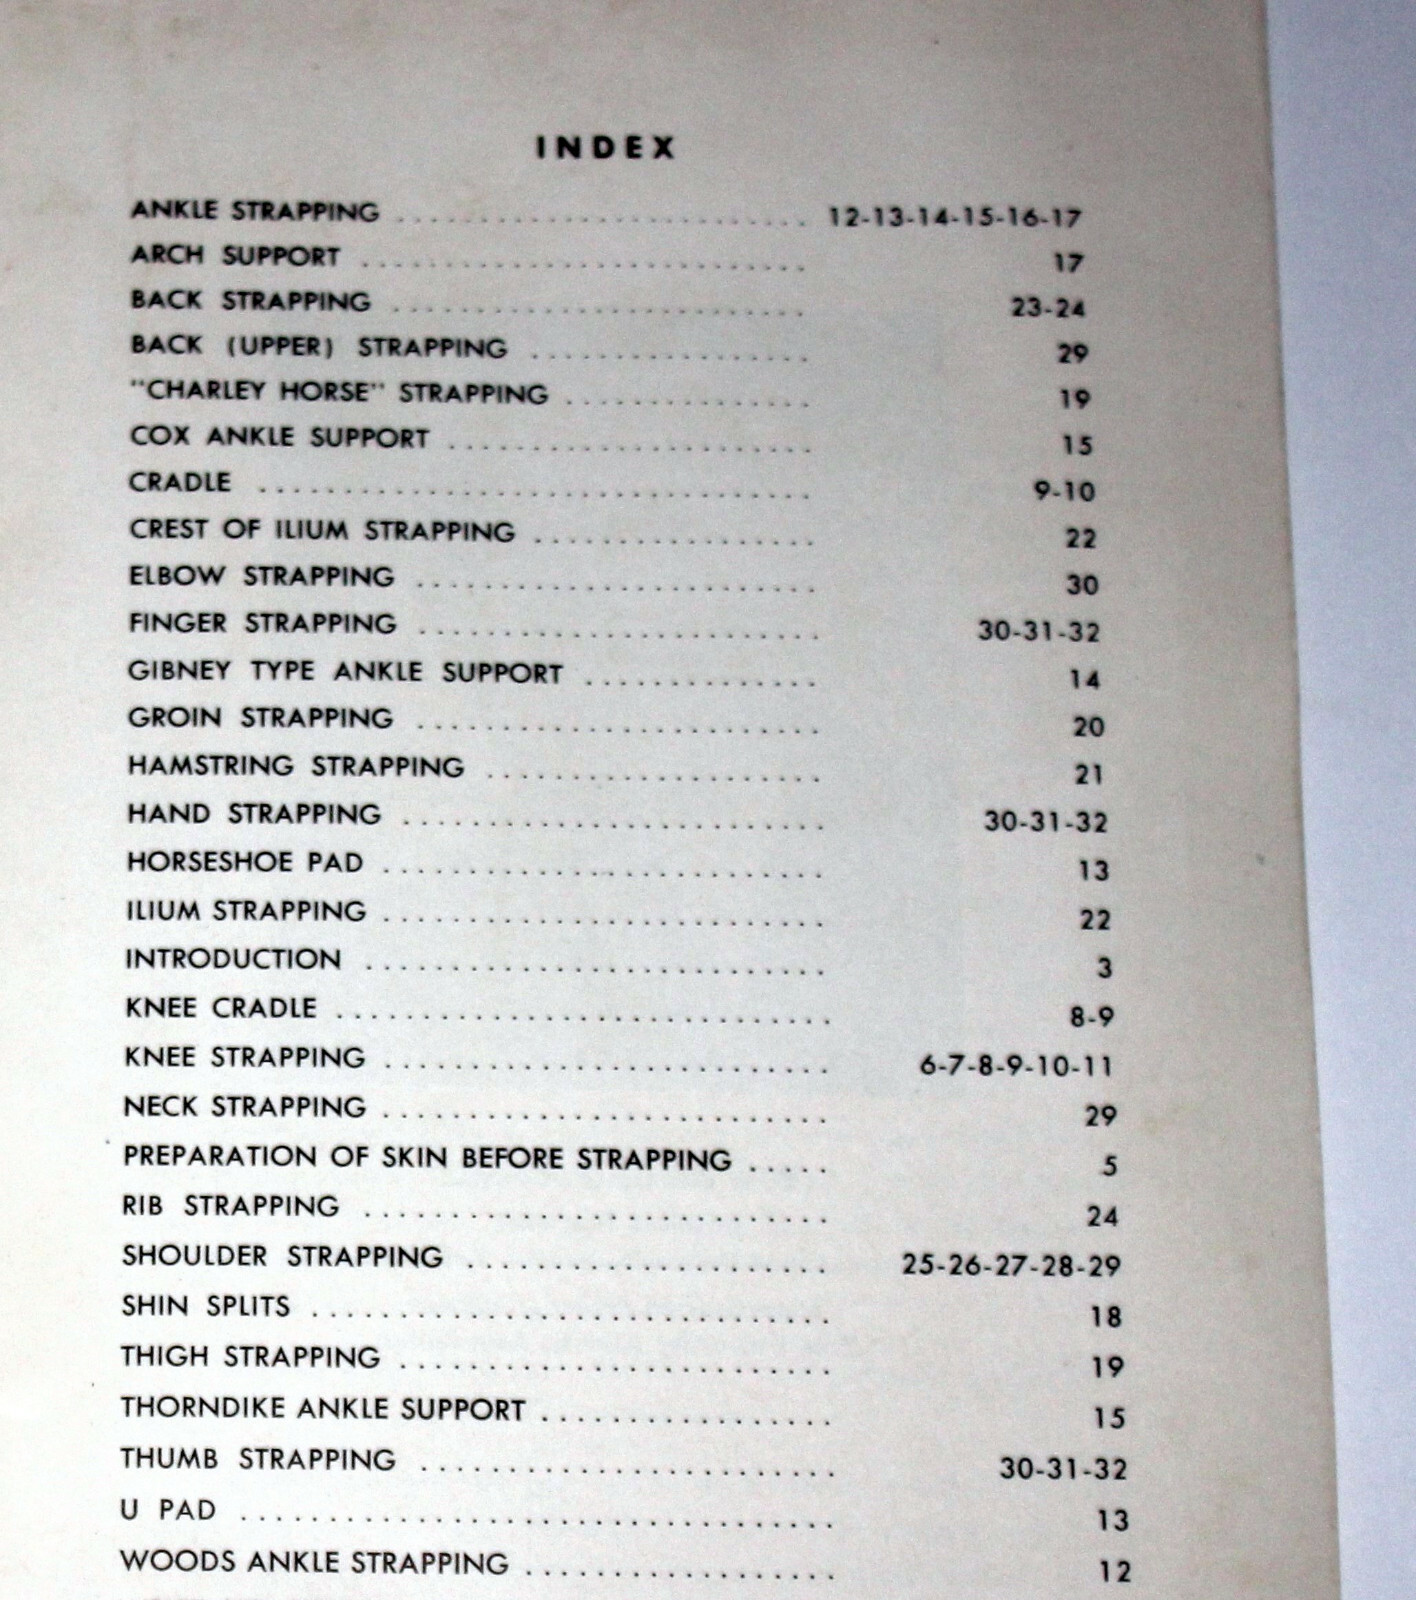 INDEX
ANKLE STRAPPING ............................ 12-13-14-15-16-17
ARCH SUPPORT ............................... 17
BACK STRAPPING ............................. 23-24
BACK (UPPER) STRAPPING .................... 29
"CHARLEY HORSE" STRAPPING ................. 19
COX ANKLE SUPPORT .......................... 15
CRADLE ...................................... 9-10
CREST OF ILIUM STRAPPING .................... 22
ELBOW STRAPPING ............................ 30
FINGER STRAPPING ............................ 30-31-32
GIBNEY TYPE ANKLE SUPPORT ................. 14
GROIN STRAPPING ............................ 20
HAMSTRING STRAPPING ........................ 21
HAND STRAPPING ............................. 30-31-32
HORSESHOE PAD .............................. 13
ILIUM STRAPPING ............................. 22
INTRODUCTION ............................... 3
KNEE CRADLE ................................ 8-9
KNEE STRAPPING ............................. 6-7-8-9-10-11
NECK STRAPPING ............................. 29
PREPARATION OF SKIN BEFORE STRAPPING ..... 5
RIB STRAPPING ............................... 24
SHOULDER STRAPPING ......................... 25-26-27-28-29
SHIN SPLITS ................................. 18
THIGH STRAPPING ............................ 19
THORNDIKE ANKLE SUPPORT .................... 15
THUMB STRAPPING ............................ 30-31-32
U PAD ....................................... 13
WOODS ANKLE STRAPPING ..................... 12